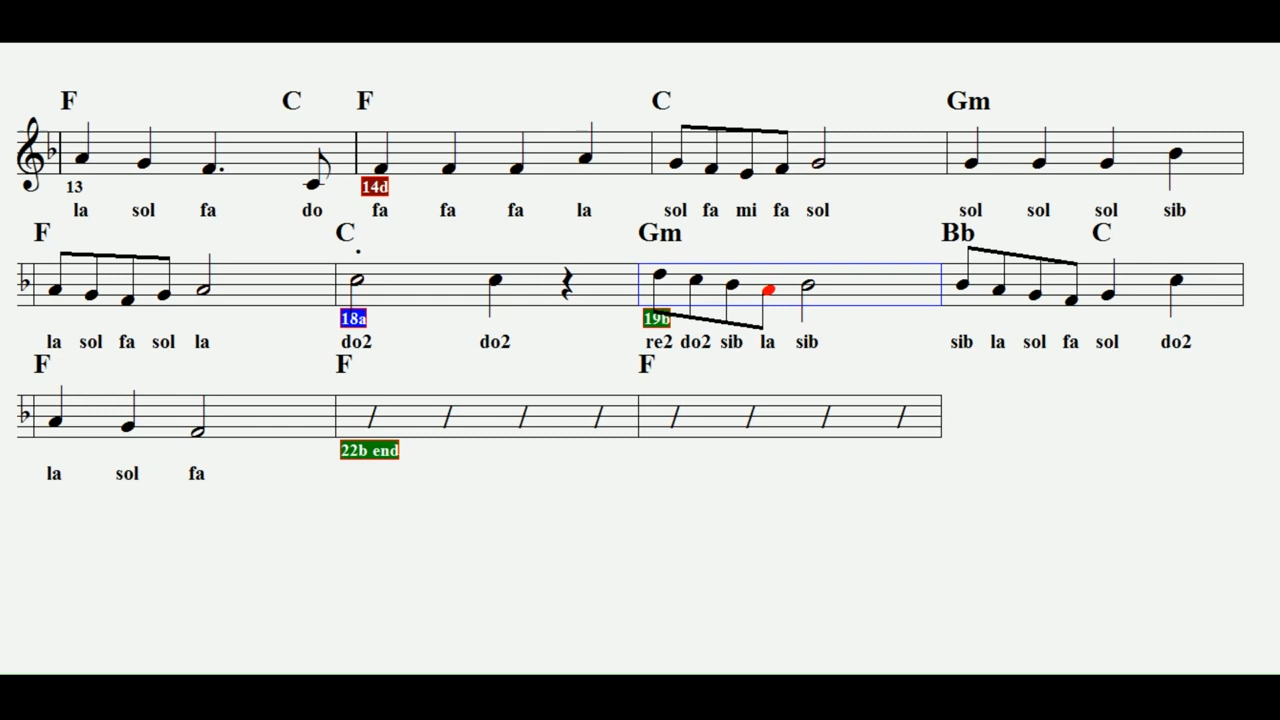 F C F C Gm
13 14d
la sol fa do fa fa fa la sol fa mi fa sol sol sol sol sib
F C Gm Bb C
18a 19b
la sol fa sol la do2 do2 re2 do2 sib la sib sib la sol fa sol do2
F F F
22b end
la sol fa